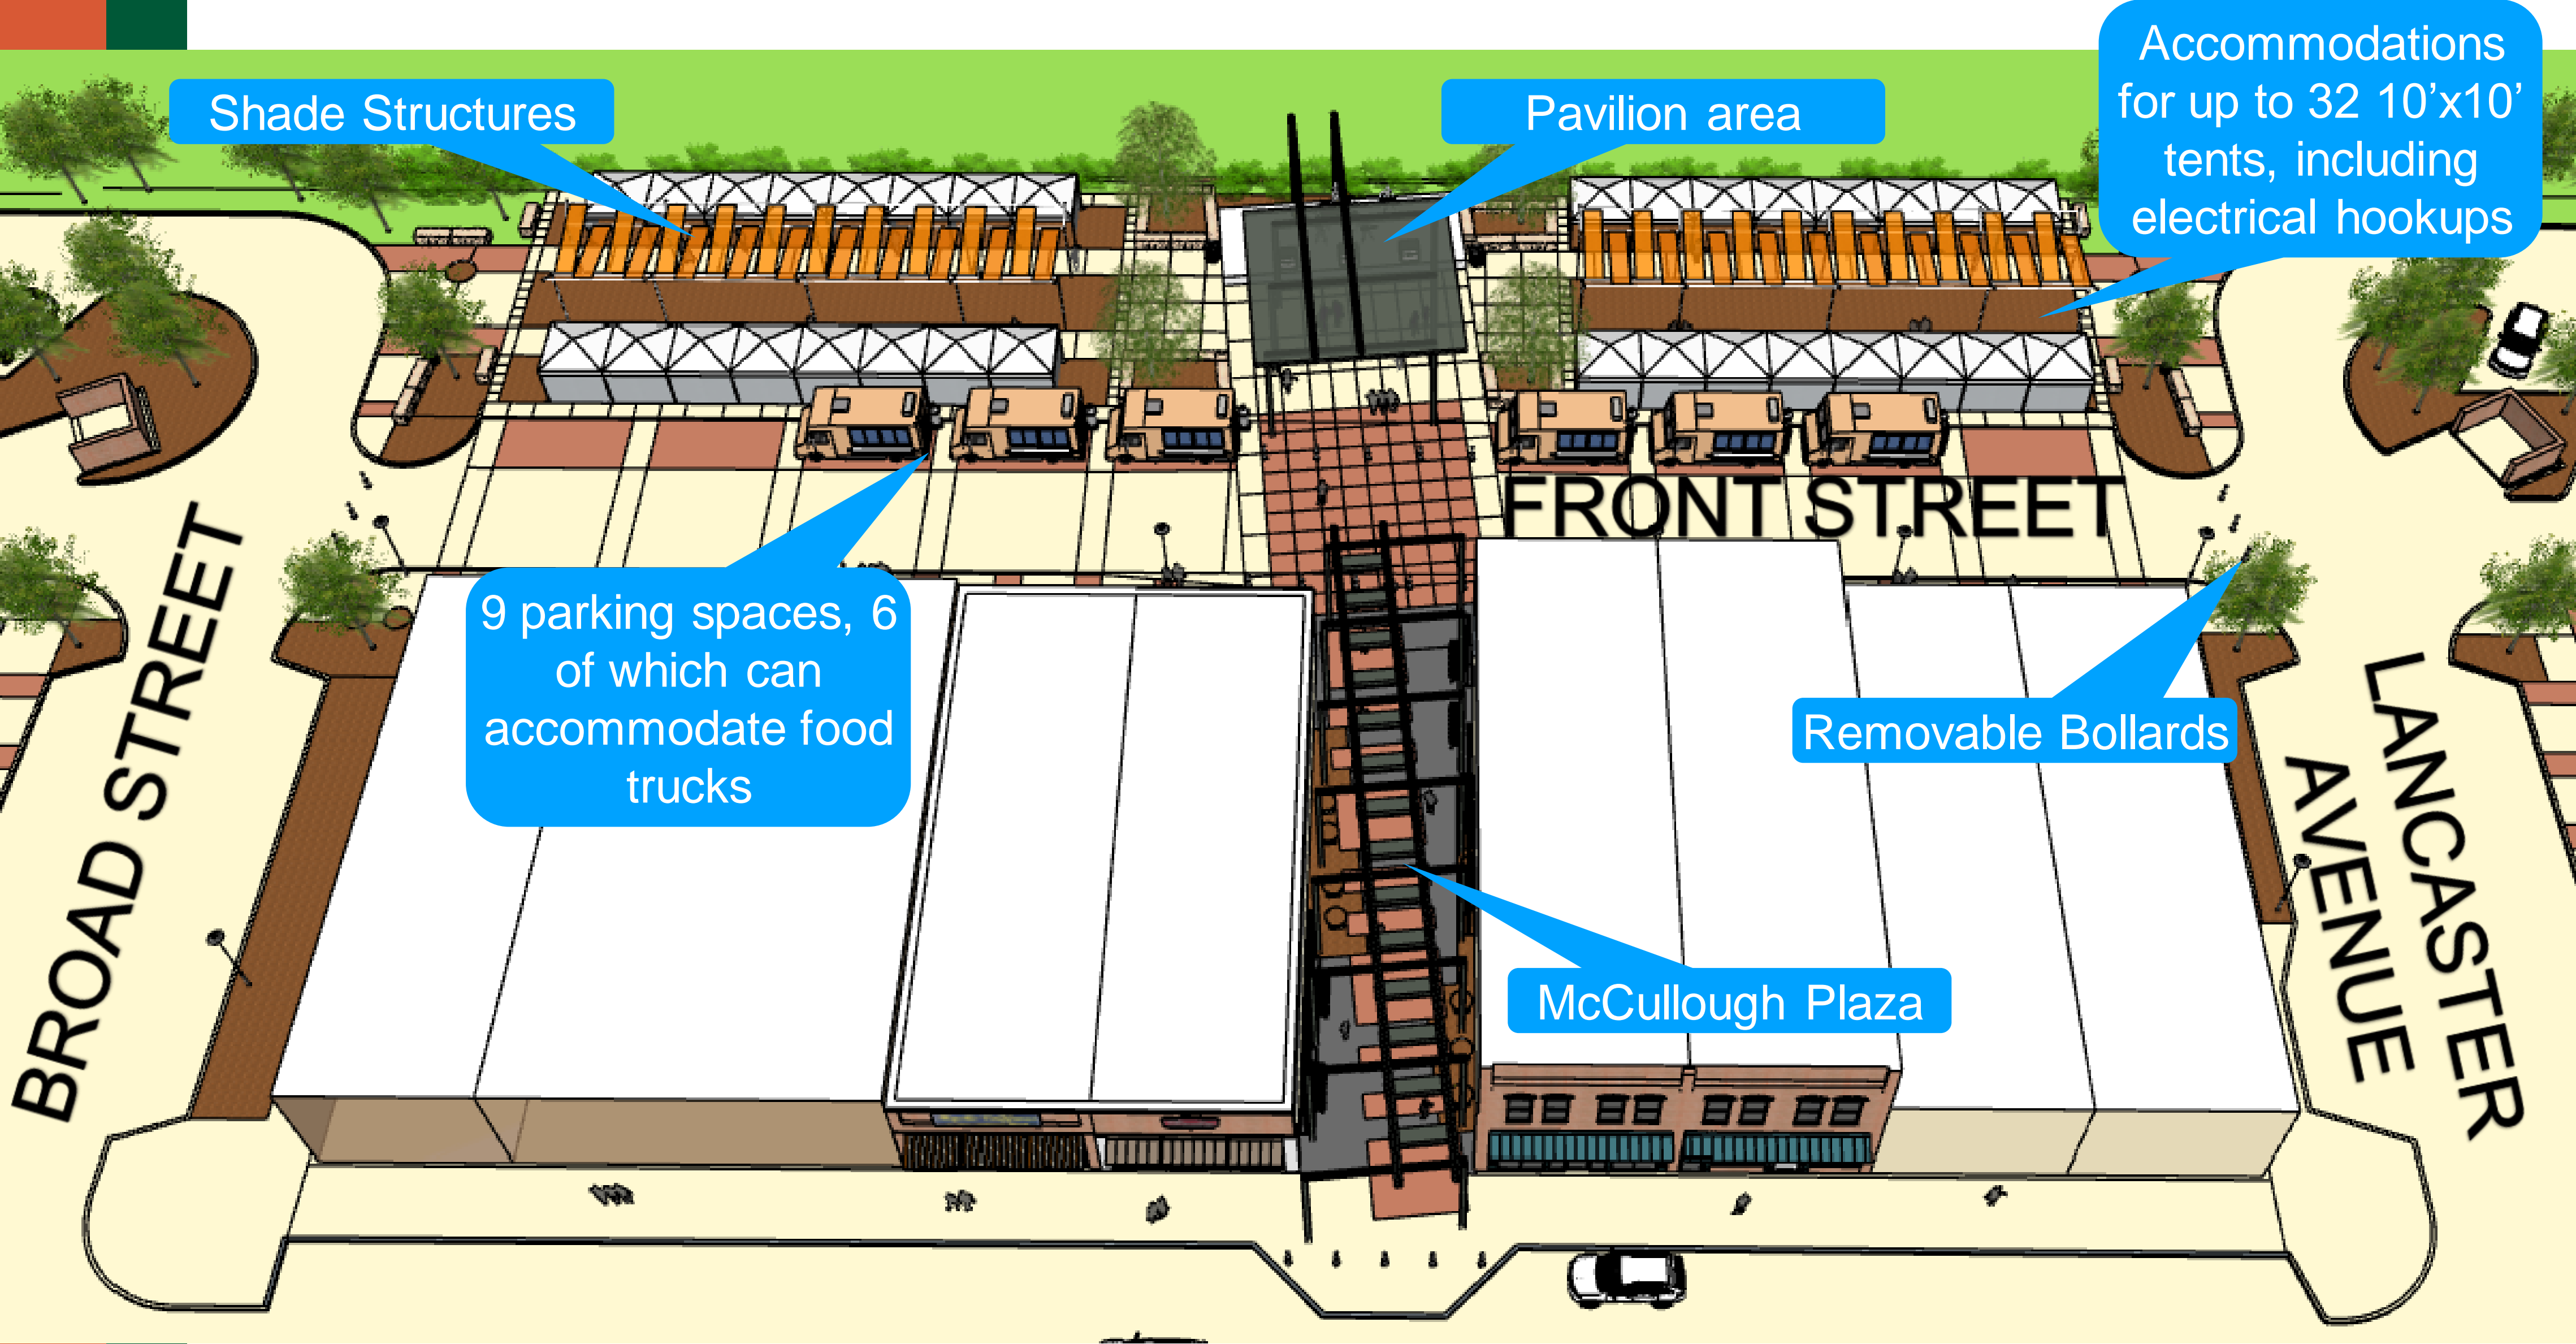 Accommodations
for up to 32 10’x10’
tents, including
electrical hookups
Shade Structures
Pavilion area
FRONT STREET
9 parking spaces, 6
of which can
accommodate food
trucks
BROAD STREET
Removable Bollards
LANCASTER
AVENUE
McCullough Plaza